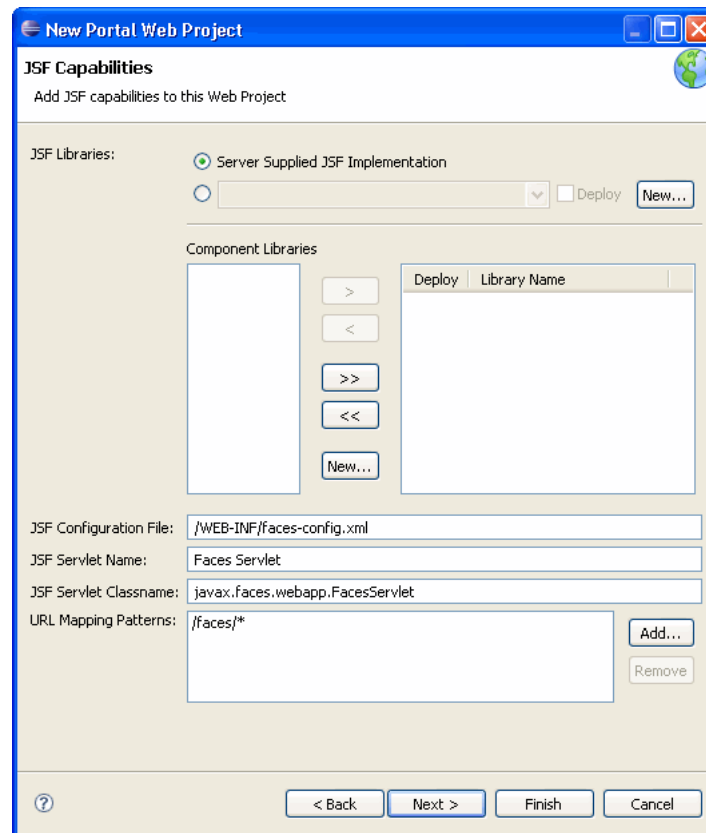 New Portal Web Project
JSF Capabilities
Add JSF capabilities to this Web Project
JSF Libraries:
Server Supplied JSF Implementation
Deploy
New...
Component Libraries
>
<
>>
<<
New...
Deploy Library Name
JSF Configuration File: /WEB-INF/faces-config.xml
JSF Servlet Name: Faces Servlet
JSF Servlet Classname: javax.faces.webapp.FacesServlet
URL Mapping Patterns: /faces/*
Add...
Remove
? < Back Next > Finish Cancel